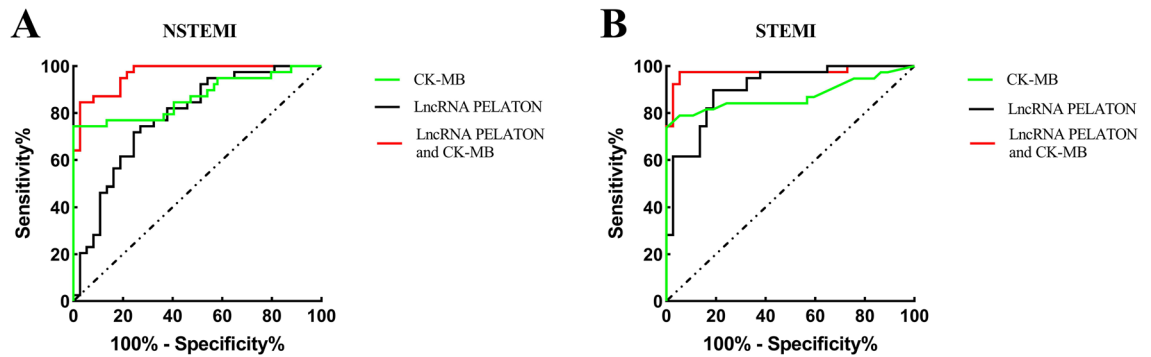 A
NSTEMI
Sensitivity%
100
80
60
40
20
0
0 20 40 60 80 100
100% - Specificity%
CK-MB
LncRNA PELATON
LncRNA PELATON
and CK-MB
B
STEMI
Sensitivity%
100
80
60
40
20
0
0 20 40 60 80 100
100% - Specificity%
CK-MB
LncRNA PELATON
LncRNA PELATON
and CK-MB